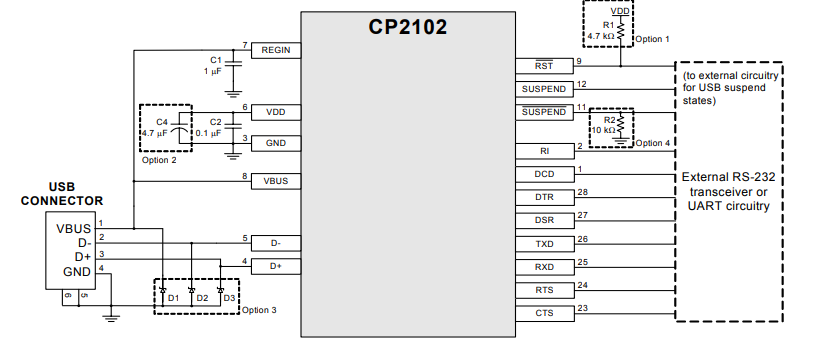 CP2102
VDD
R1
4.7 kΩ
Option 1
7
REGIN
C1
1 µF
RST
9
(to external circuitry
for USB suspend
states)
SUSPEND
12
SUSPEND
11
R2
10 kΩ
Option 4
6
VDD
C4
4.7 µF
C2
0.1 µF
3
GND
Option 2
RI
2
8
VBUS
DCD
1
External RS-232
transceiver or
UART circuitry
DTR
28
DSR
27
USB
CONNECTOR
VBUS
1
D-
2
D+
3
GND
4
6
5
5
D-
4
D+
TXD
26
RXD
25
RTS
24
CTS
23
D1
D2
D3
Option 3